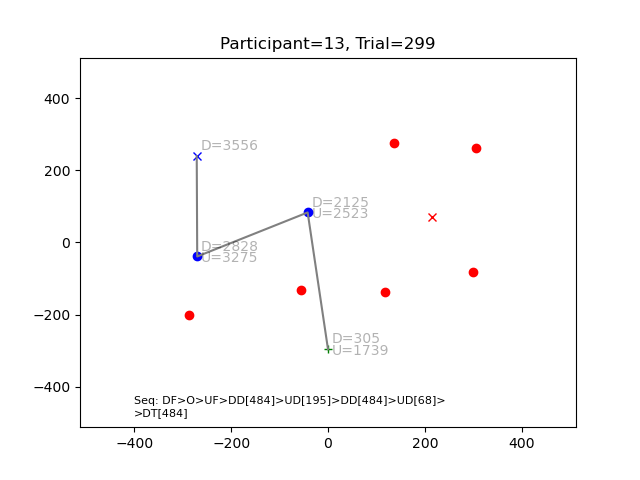 Participant=13, Trial=299
400
200
0
−200
−400
D=3556
D=2125
U=2523
D=2828
U=3275
D=305
U=1739
Seq: DF>O>UF>DD[484]>UD[195]>DD[484]>UD[68]>
>DT[484]
−400
−200
0
200
400